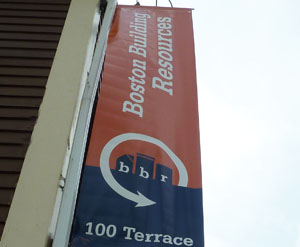 Boston Building
Resources
bbr
100 Terrace